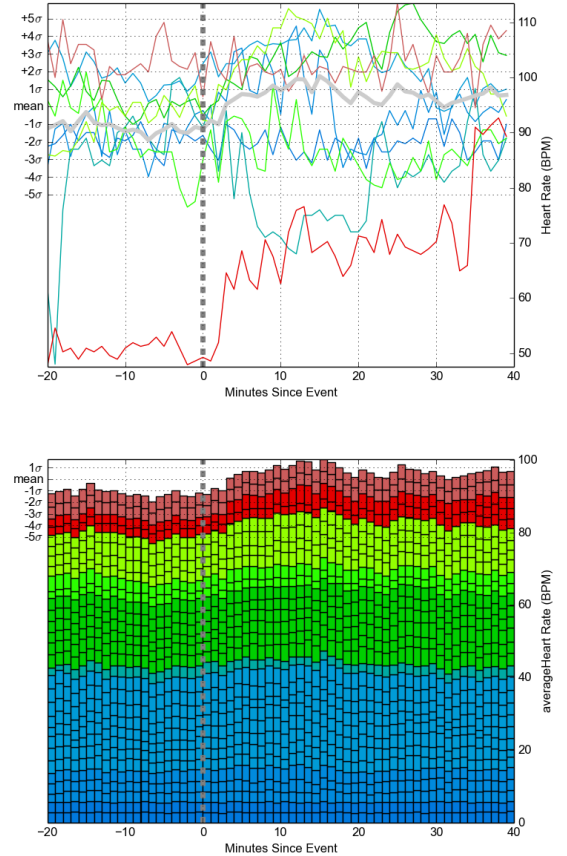 +5σ
+4σ
+3σ
+2σ
1σ
mean
-1σ
-2σ
-3σ
-4σ
-5σ
110
100
90
80
70
60
50
Heart Rate (BPM)
−20 −10 0 10 20 30 40
Minutes Since Event
1σ
mean
-1σ
-2σ
-3σ
-4σ
-5σ
100
80
60
40
20
0
averageHeart Rate (BPM)
−20 −10 0 10 20 30 40
Minutes Since Event